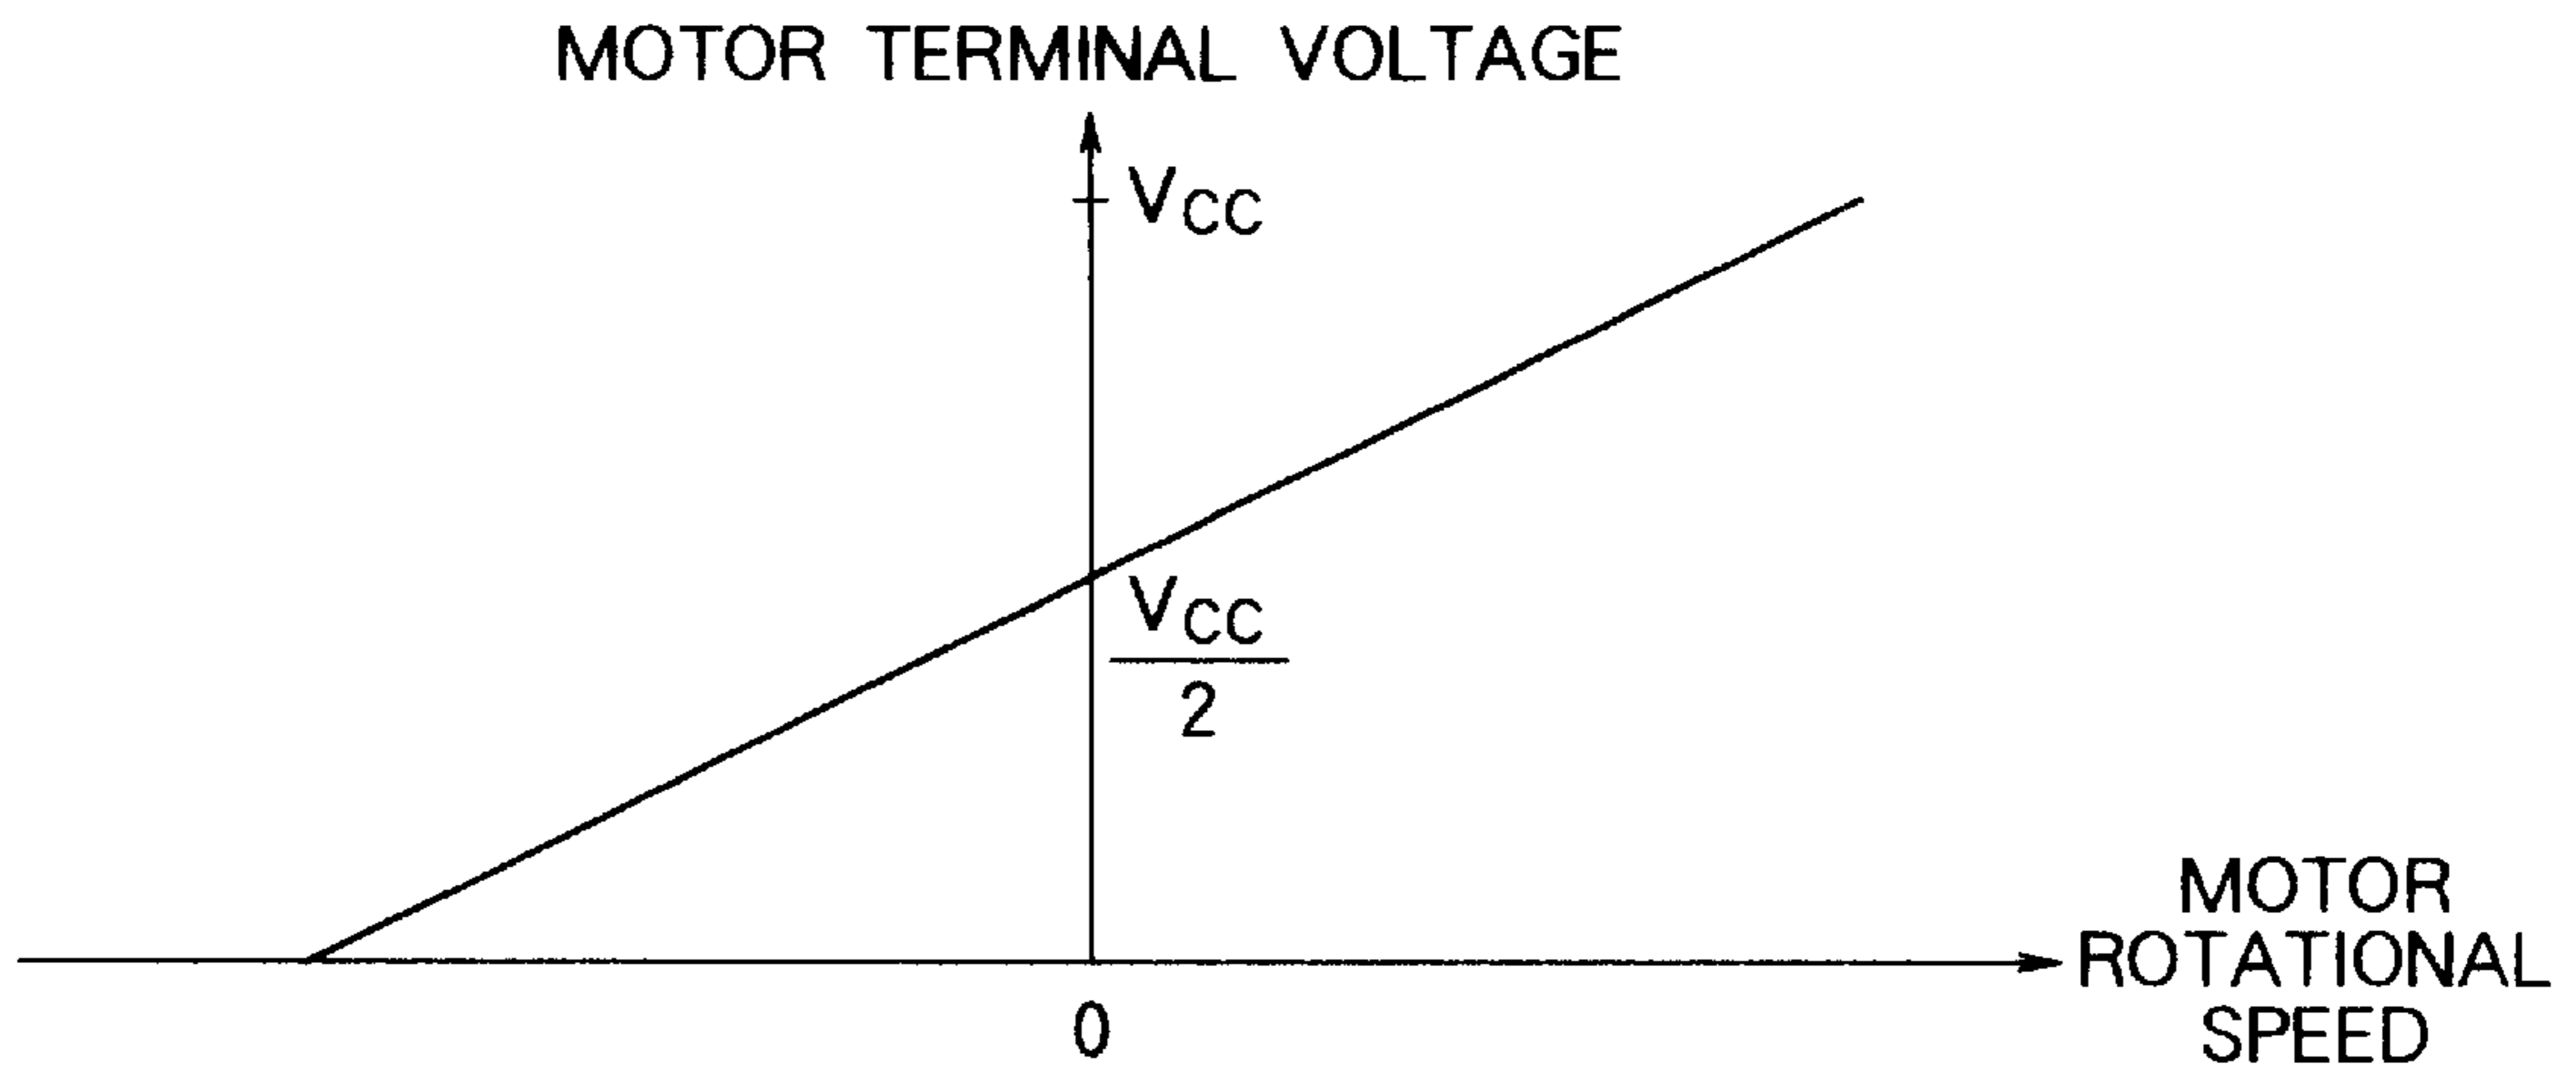 MOTOR TERMINAL VOLTAGE
VCC
VCC
2
MOTOR
ROTATIONAL
SPEED
0